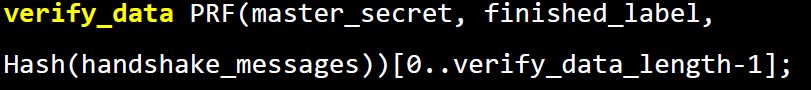 verify_data PRF(master_secret, finished_label,
Hash(handshake_messages))[0..verify_data_length-1];